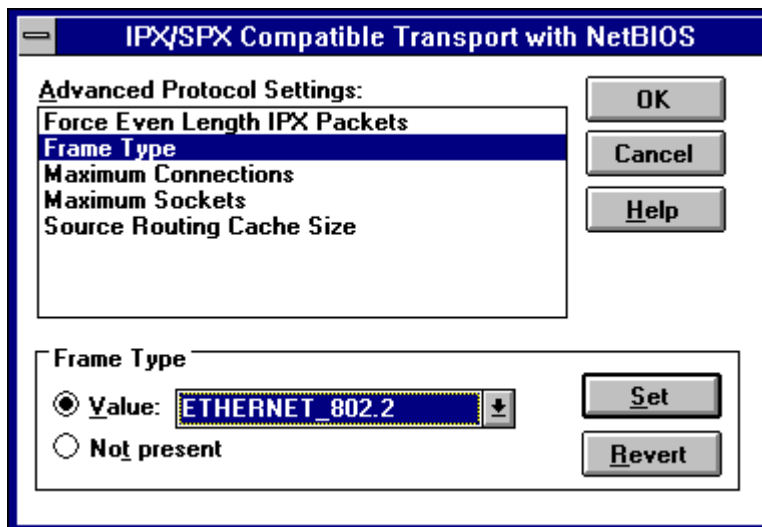 IPX/SPX Compatible Transport with NetBIOS
Advanced Protocol Settings:
Force Even Length IPX Packets
Frame Type
Maximum Connections
Maximum Sockets
Source Routing Cache Size
OK
Cancel
Help
Frame Type
Value: ETHERNET_802.2
Not present
Set
Revert